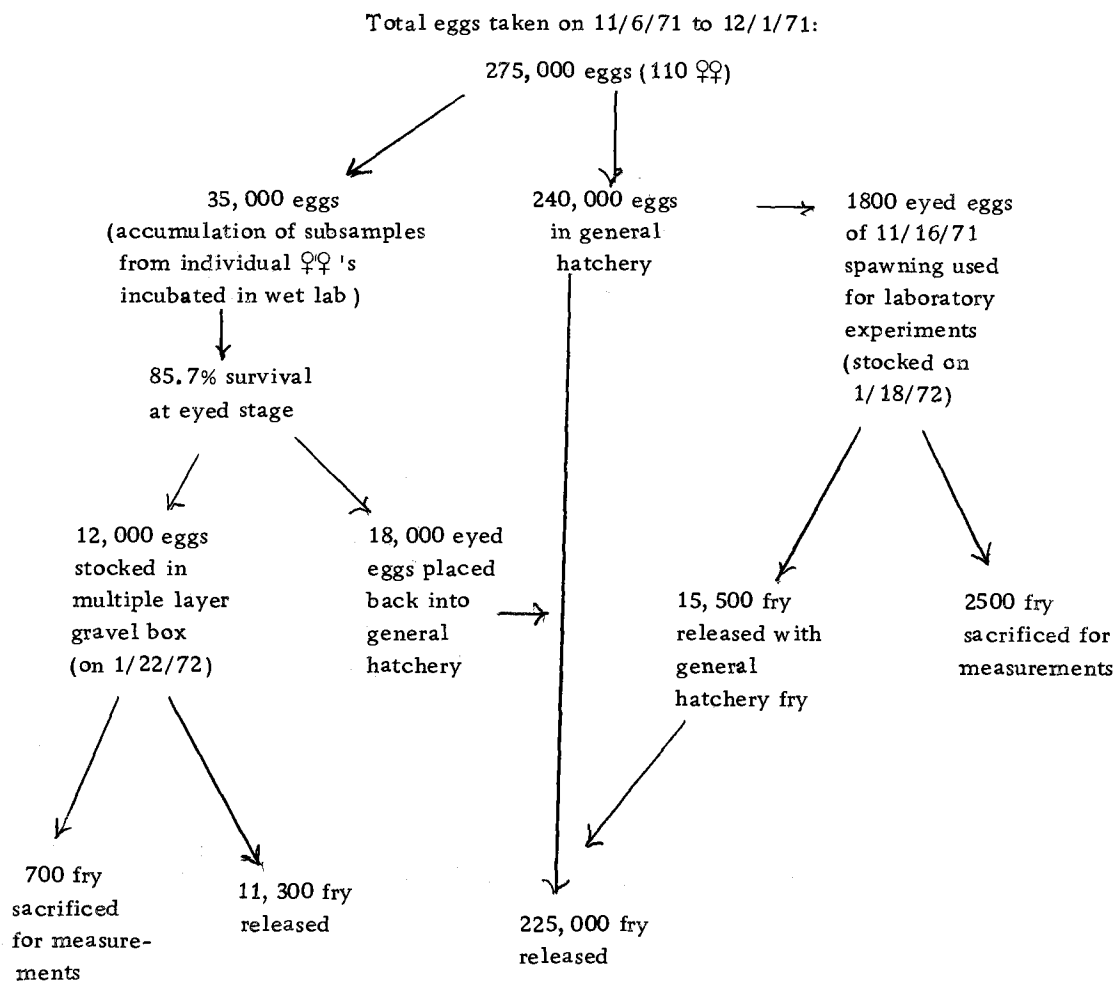 Total eggs taken on 11/6/71 to 12/1/71:
275,000 eggs (110 ♀♀)
35,000 eggs
(accumulation of subsamples
from individual ♀♀'s
incubated in wet lab)
240,000 eggs
in general
hatchery
1800 eyed eggs
of 11/16/71
spawning used
for laboratory
experiments
(stocked on
1/18/72)
85.7% survival
at eyed stage
12,000 eggs
stocked in
multiple layer
gravel box
(on 1/22/72)
18,000 eyed
eggs placed
back into
general
hatchery
15,500 fry
released with
general
hatchery fry
2500 fry
sacrificed for
measurements
700 fry
sacrificed
for measure-
ments
11,300 fry
released
225,000 fry
released